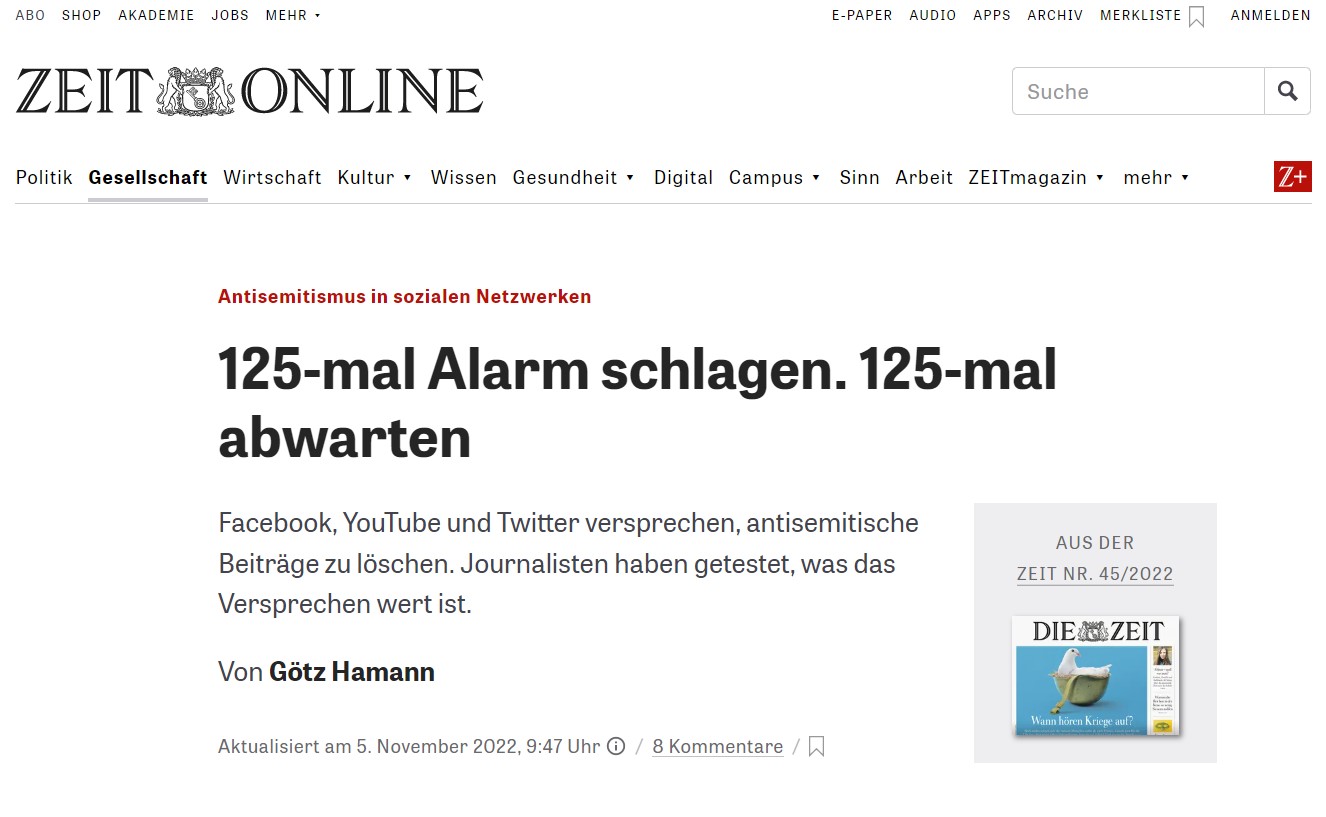 ABO SHOP AKADEMIE JOBS MEHR
E-PAPER AUDIO APPS ARCHIV MERKLISTE ANMELDEN
ZEIT ONLINE
Suche
Politik Gesellschaft Wirtschaft Kultur Wissen Gesundheit Digital Campus Sinn Arbeit ZEITmagazin mehr Z+
Antisemitismus in sozialen Netzwerken
125-mal Alarm schlagen. 125-mal
abwarten
Facebook, YouTube und Twitter versprechen, antisemitische
Beiträge zu löschen. Journalisten haben getestet, was das
Versprechen wert ist.
Von Götz Hamann
Aktualisiert am 5. November 2022, 9:47 Uhr / 8 Kommentare /
AUS DER
ZEIT NR. 45/2022
DIE ZEIT
Wann hören Kriege auf?